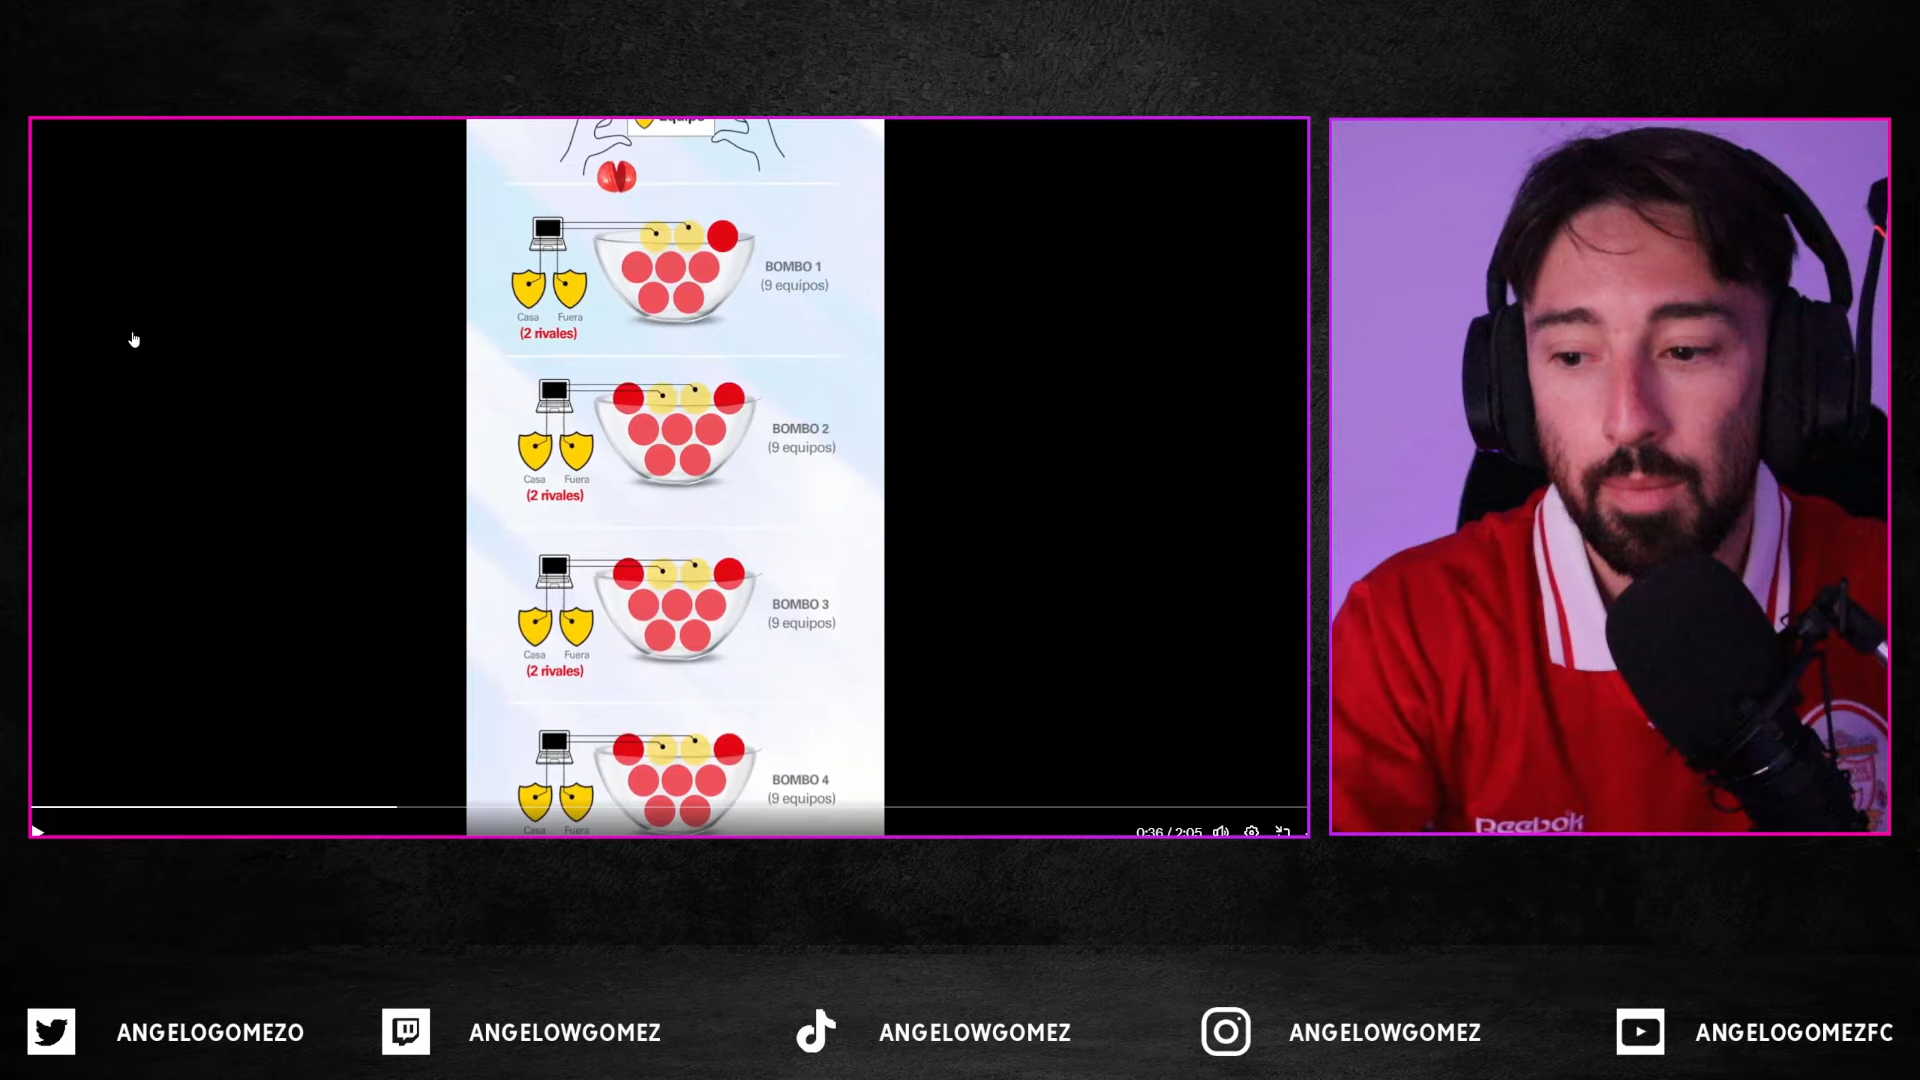 Equipo
BOMBO 1
(9 equipos)
Casa Fuera
(2 rivales)
BOMBO 2
(9 equipos)
Casa Fuera
(2 rivales)
BOMBO 3
(9 equipos)
Casa Fuera
(2 rivales)
BOMBO 4
(9 equipos)
Casa Fuera
0:36 / 2:05
Reebok
ANGELOGOMEZO
ANGELOWGOMEZ
ANGELOWGOMEZ
ANGELOWGOMEZ
ANGELOGOMEZFC